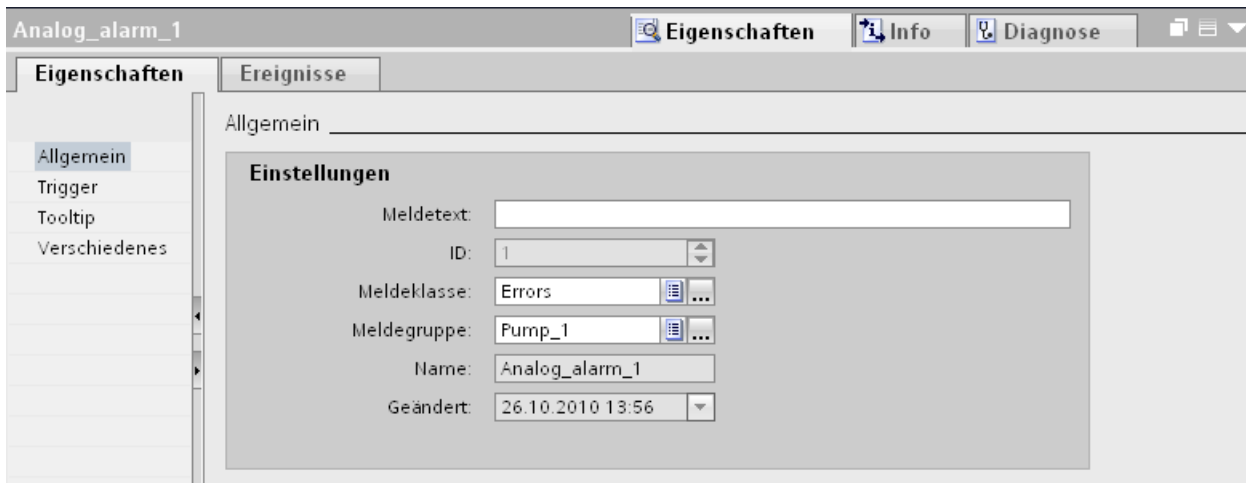 Analog_alarm_1
Eigenschaften
Info
Diagnose
Eigenschaften
Ereignisse
Allgemein
Trigger
Tooltip
Verschiedenes
Allgemein
Einstellungen
Meldetext:
ID: 1
Meldeklasse: Errors
Meldegruppe: Pump_1
Name: Analog_alarm_1
Geändert: 26.10.2010 13:56